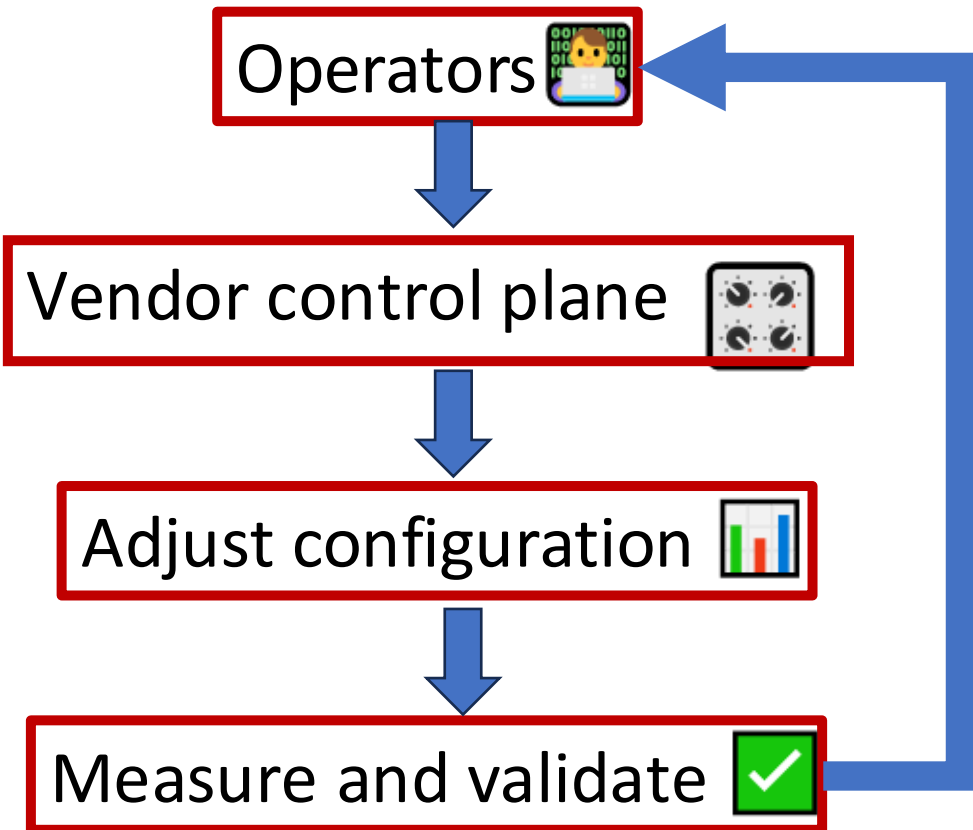 Operators
Vendor control plane
Adjust configuration
Measure and validate